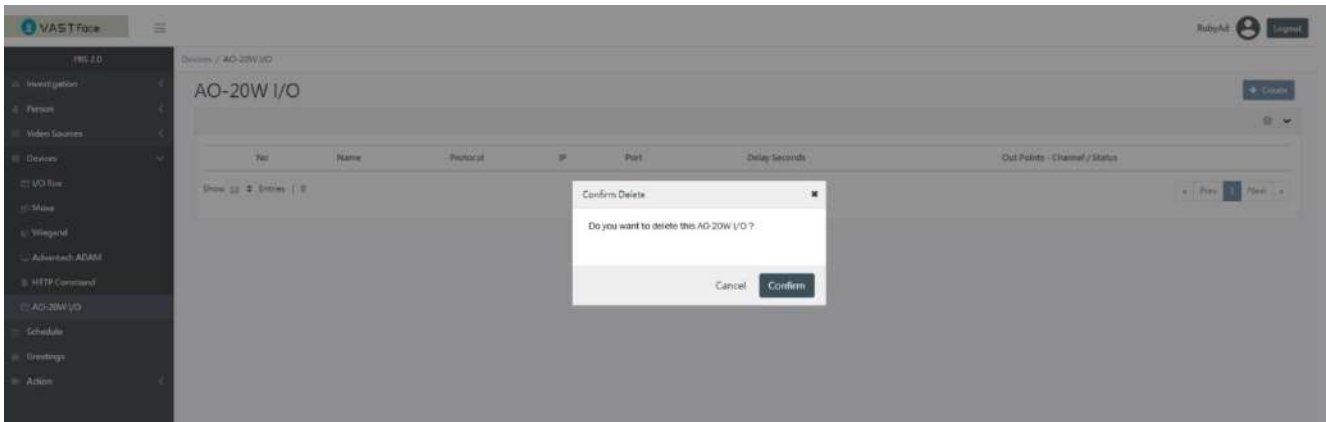 VAST Face
RubyAd
Logout
FRS 2.0
Devices / AO-20W I/O
Investigation
Person
Video Sources
Devices
I/O Box
Moxa
Wiegand
Advantech ADAM
HTTP Command
AO-20W I/O
Schedule
Greetings
Action
AO-20W I/O
+ Create
No
Name
Protocol
IP
Port
Delay Seconds
Out Points - Channel / Status
Show 10 Entries | 0
« Prev 1 Next »
Confirm Delete
Do you want to delete this AO-20W I/O ?
Cancel
Confirm